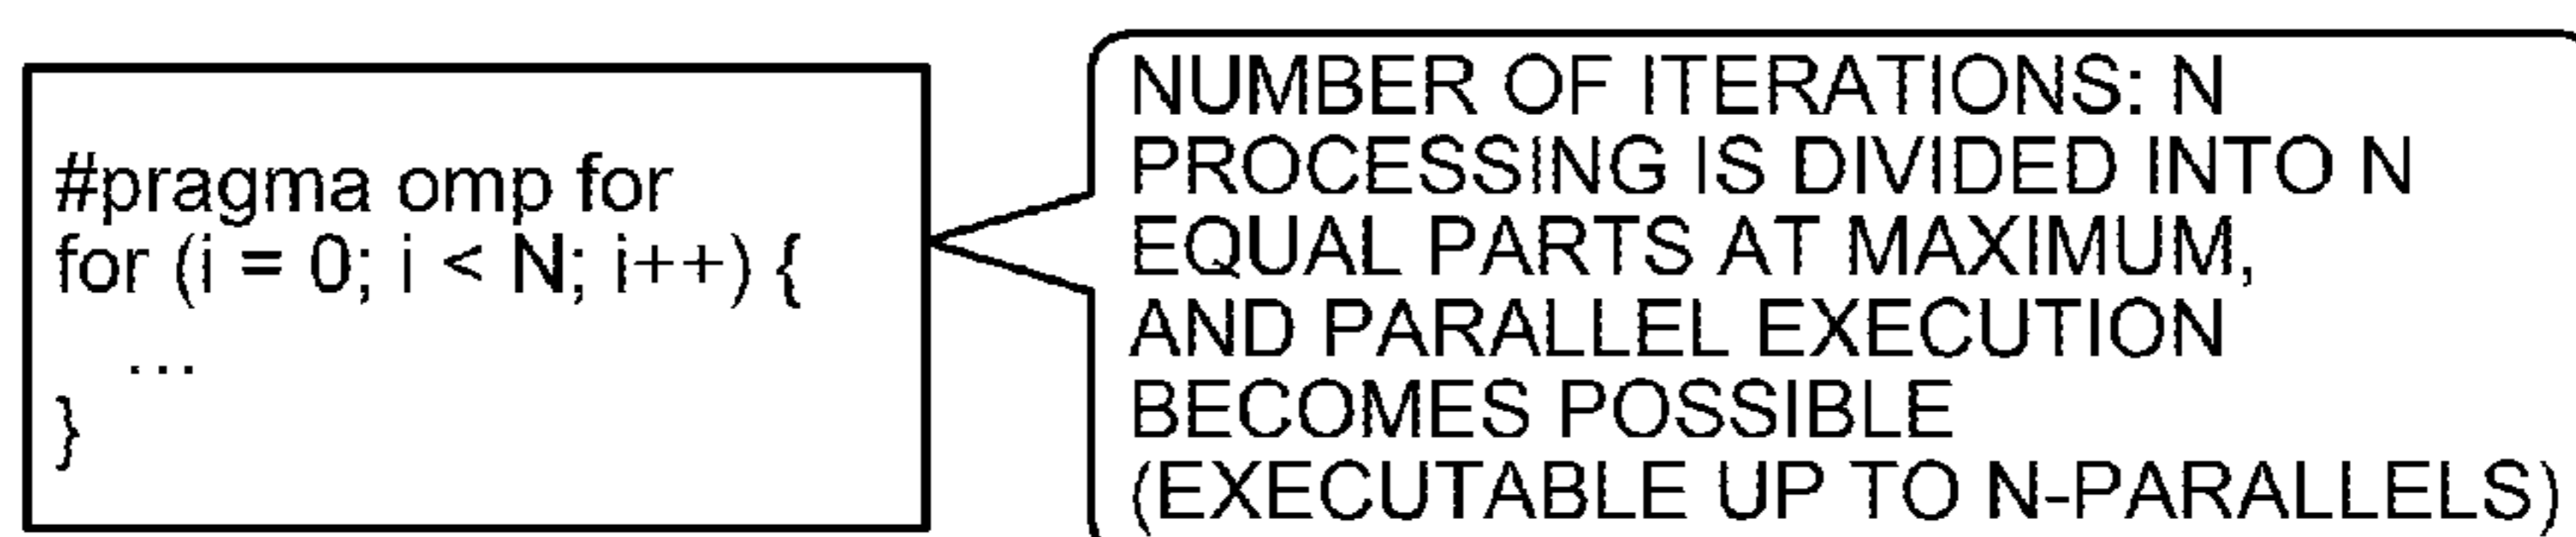 #pragma omp for
for (i = 0; i < N; i++) {
...
}
NUMBER OF ITERATIONS: N
PROCESSING IS DIVIDED INTO N
EQUAL PARTS AT MAXIMUM,
AND PARALLEL EXECUTION
BECOMES POSSIBLE
(EXECUTABLE UP TO N-PARALLELS)